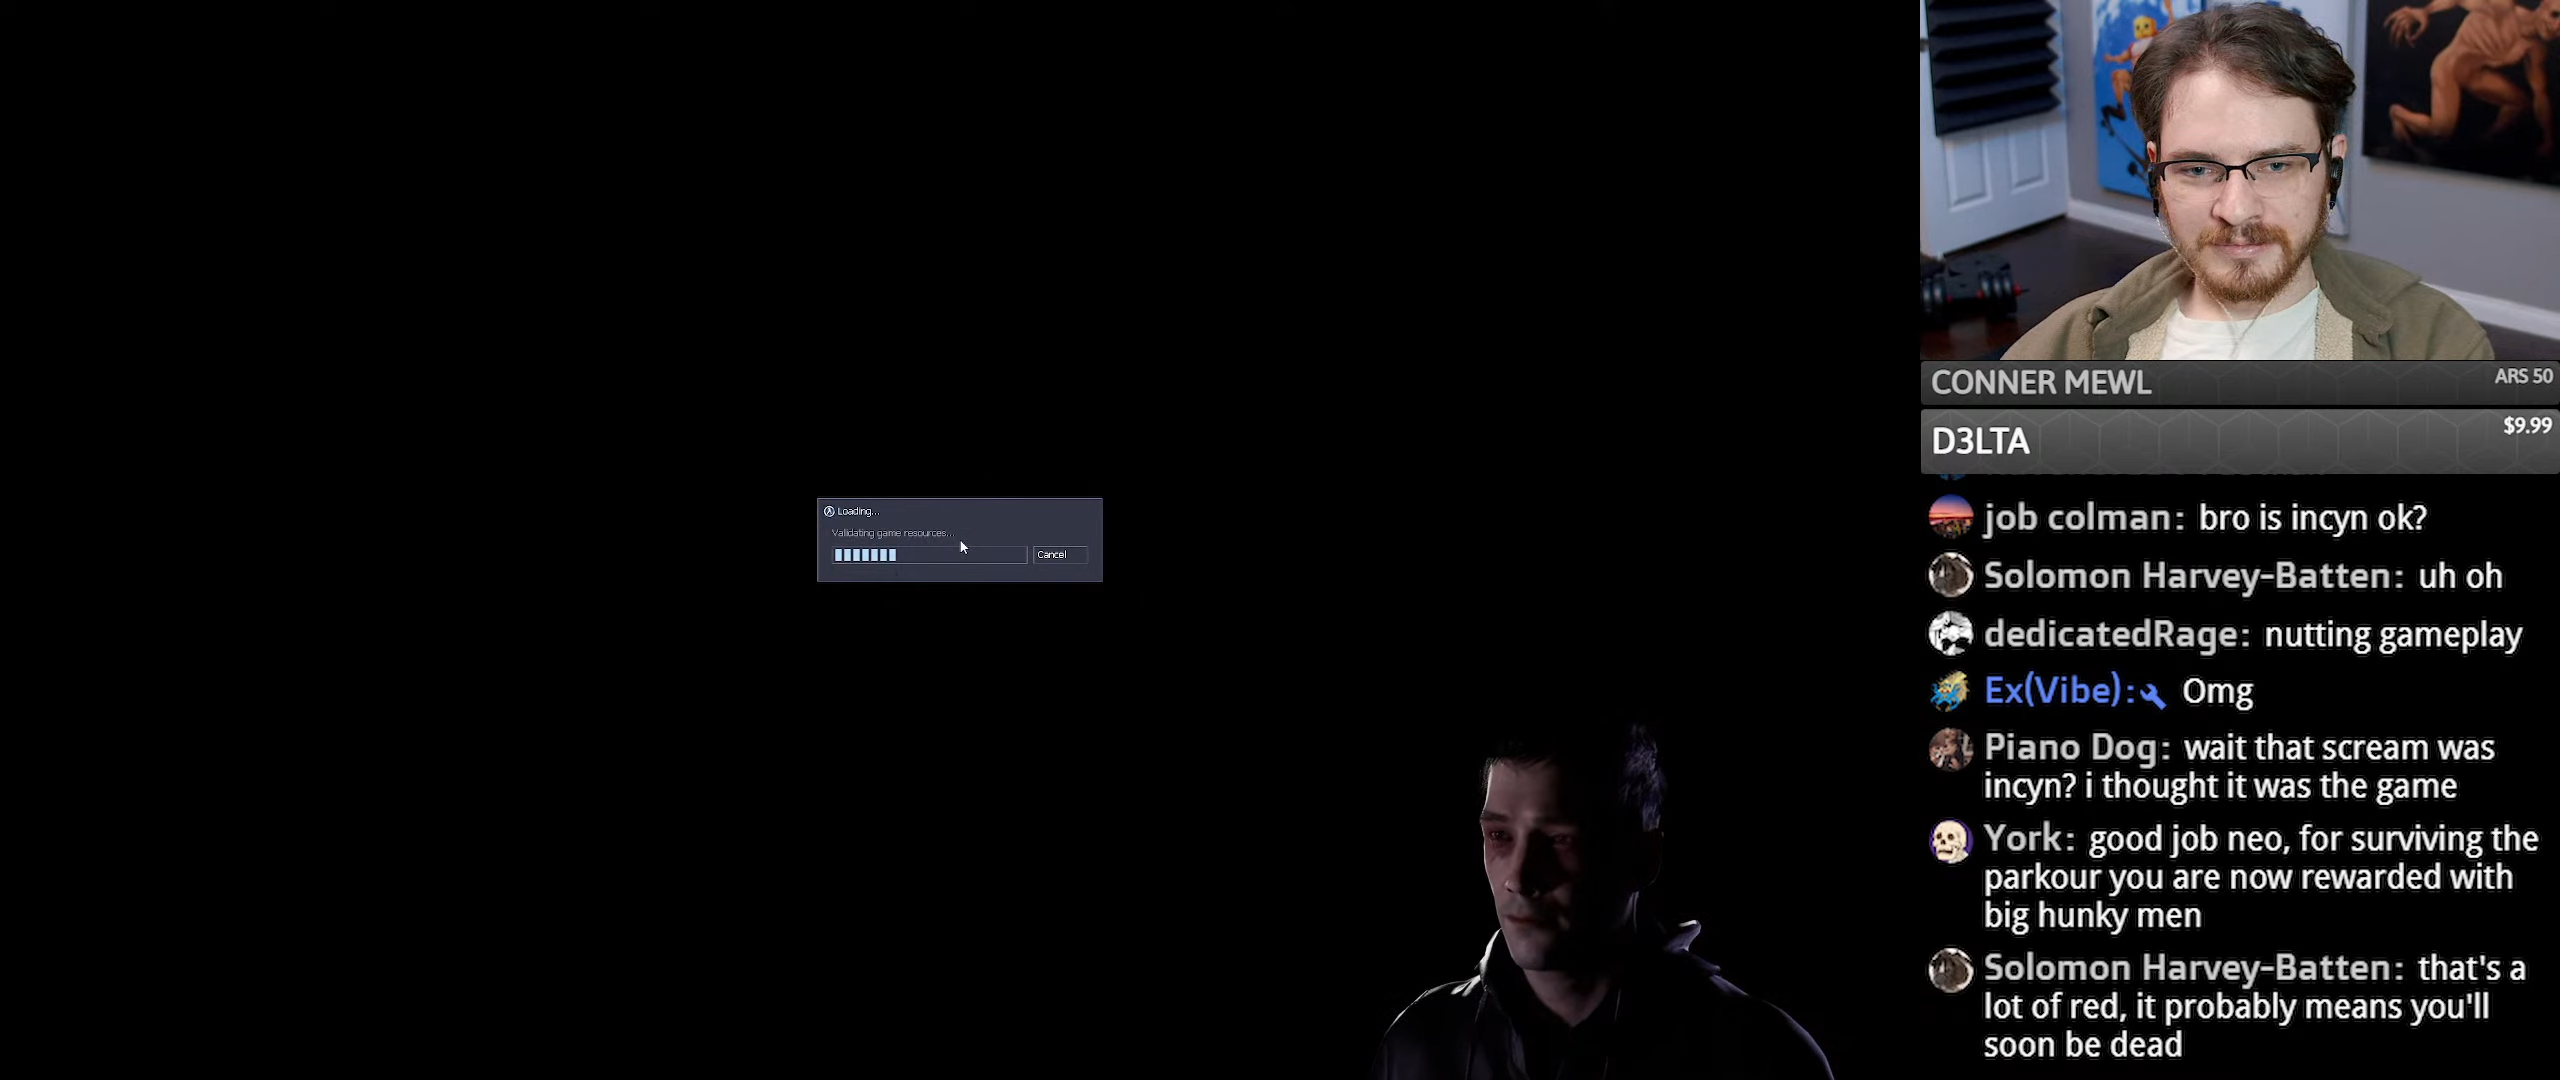 Loading...
Validating game resources...
Cancel
CONNER MEWL
ARS 50
D3LTA
$9.99
job colman: bro is incyn ok?
Solomon Harvey-Batten: uh oh
dedicatedRage: nutting gameplay
Ex(Vibe): Omg
Piano Dog: wait that scream was
incyn? i thought it was the game
York: good job neo, for surviving the
parkour you are now rewarded with
big hunky men
Solomon Harvey-Batten: that's a
lot of red, it probably means you'll
soon be dead